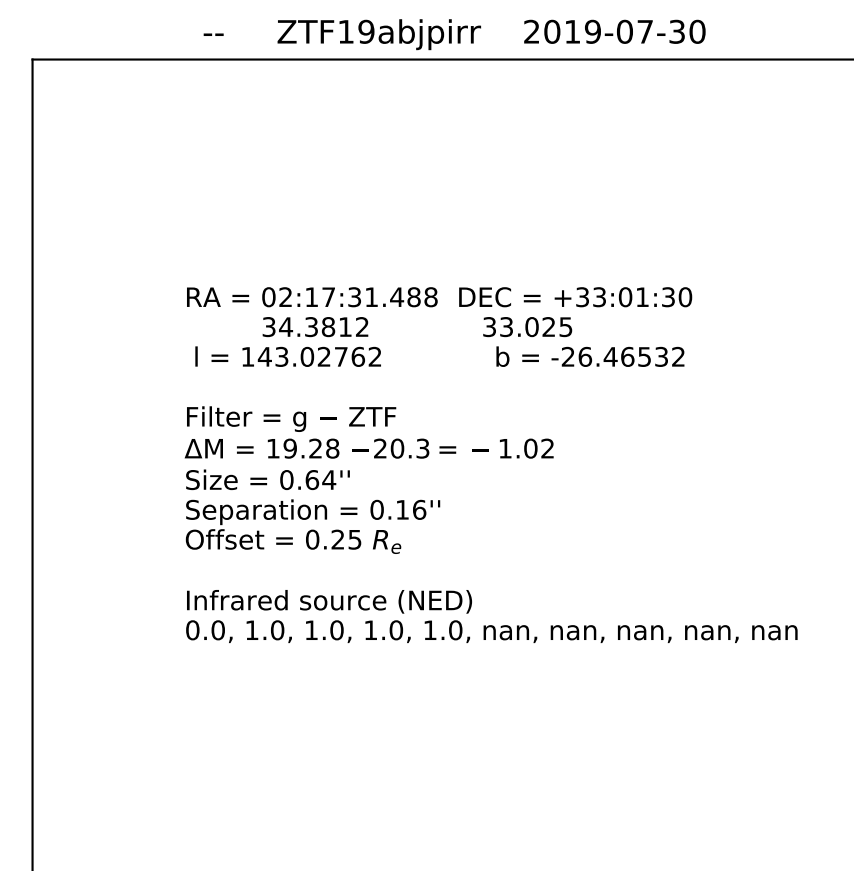 -- ZTF19abjpirr 2019-07-30
RA = 02:17:31.488 DEC = +33:01:30
34.3812 33.025
l = 143.02762 b = -26.46532
Filter = g − ZTF
ΔM = 19.28 −20.3 = − 1.02
Size = 0.64''
Separation = 0.16''
Offset = 0.25 Rₑ
Infrared source (NED)
0.0, 1.0, 1.0, 1.0, 1.0, nan, nan, nan, nan, nan